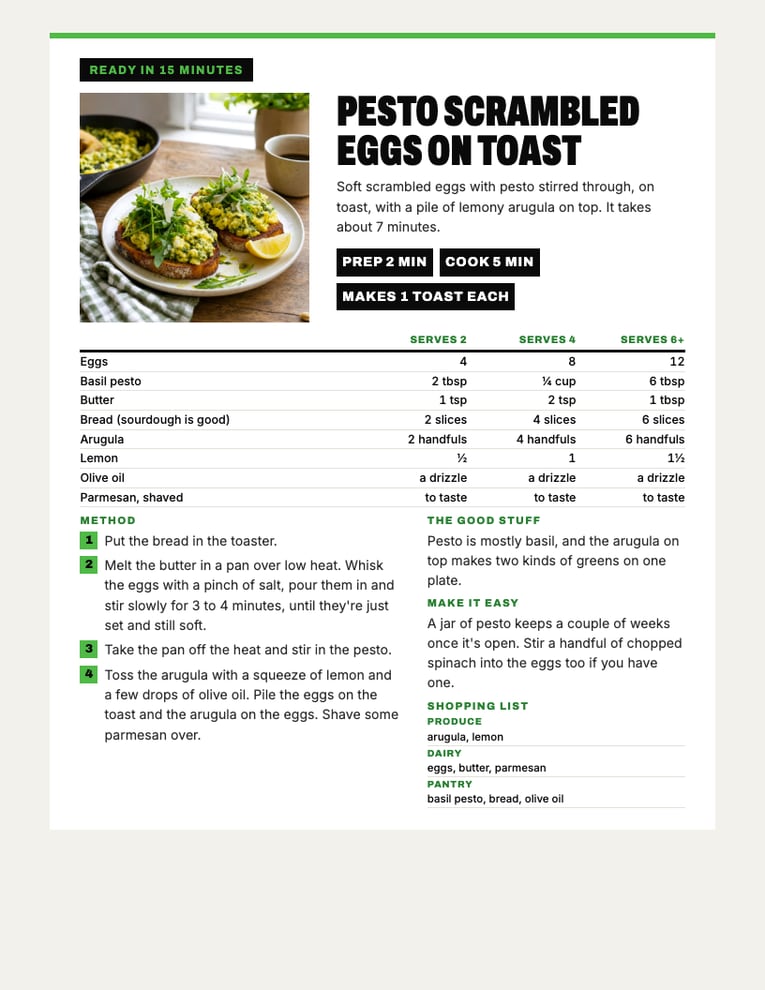 READY IN 15 MINUTES
PESTO SCRAMBLED
EGGS ON TOAST
Soft scrambled eggs with pesto stirred through, on
toast, with a pile of lemony arugula on top. It takes
about 7 minutes.
PREP 2 MIN COOK 5 MIN
MAKES 1 TOAST EACH
SERVES 2 SERVES 4 SERVES 6+
Eggs 4 8 12
Basil pesto 2 tbsp ¼ cup 6 tbsp
Butter 1 tsp 2 tsp 1 tbsp
Bread (sourdough is good) 2 slices 4 slices 6 slices
Arugula 2 handfuls 4 handfuls 6 handfuls
Lemon ½ 1 1½
Olive oil a drizzle a drizzle a drizzle
Parmesan, shaved to taste to taste to taste
METHOD
1 Put the bread in the toaster.
2 Melt the butter in a pan over low heat. Whisk
the eggs with a pinch of salt, pour them in and
stir slowly for 3 to 4 minutes, until they're just
set and still soft.
3 Take the pan off the heat and stir in the pesto.
4 Toss the arugula with a squeeze of lemon and
a few drops of olive oil. Pile the eggs on the
toast and the arugula on the eggs. Shave some
parmesan over.
THE GOOD STUFF
Pesto is mostly basil, and the arugula on
top makes two kinds of greens on one
plate.
MAKE IT EASY
A jar of pesto keeps a couple of weeks
once it's open. Stir a handful of chopped
spinach into the eggs too if you have
one.
SHOPPING LIST
PRODUCE
arugula, lemon
DAIRY
eggs, butter, parmesan
PANTRY
basil pesto, bread, olive oil